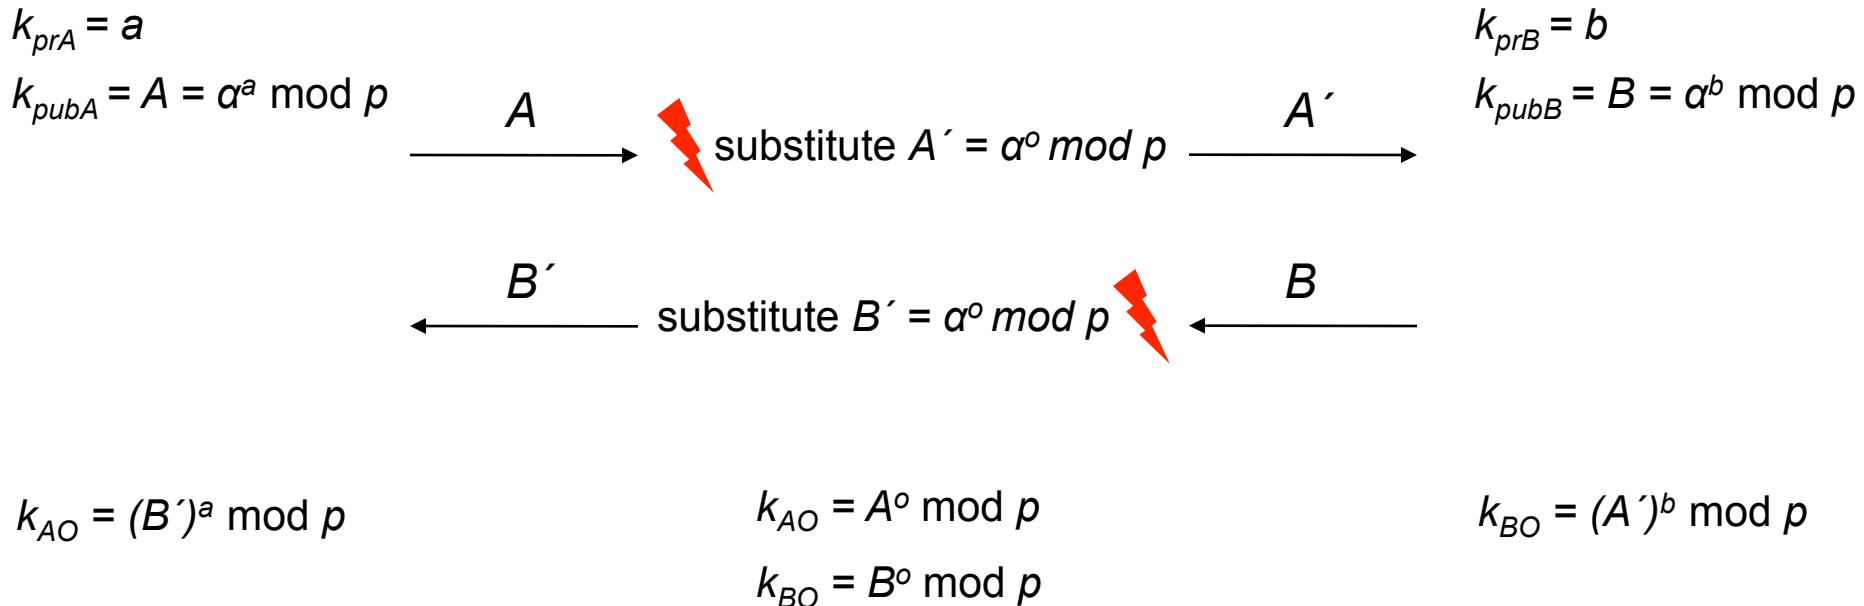 k_prA = a
k_prB = b
k_pubA = A = α^a mod p
k_pubB = B = α^b mod p
A
A´
substitute A´ = α^o mod p
B´
B
substitute B´ = α^o mod p
k_AO = (B´)^a mod p
k_AO = A^o mod p
k_BO = (A´)^b mod p
k_BO = B^o mod p